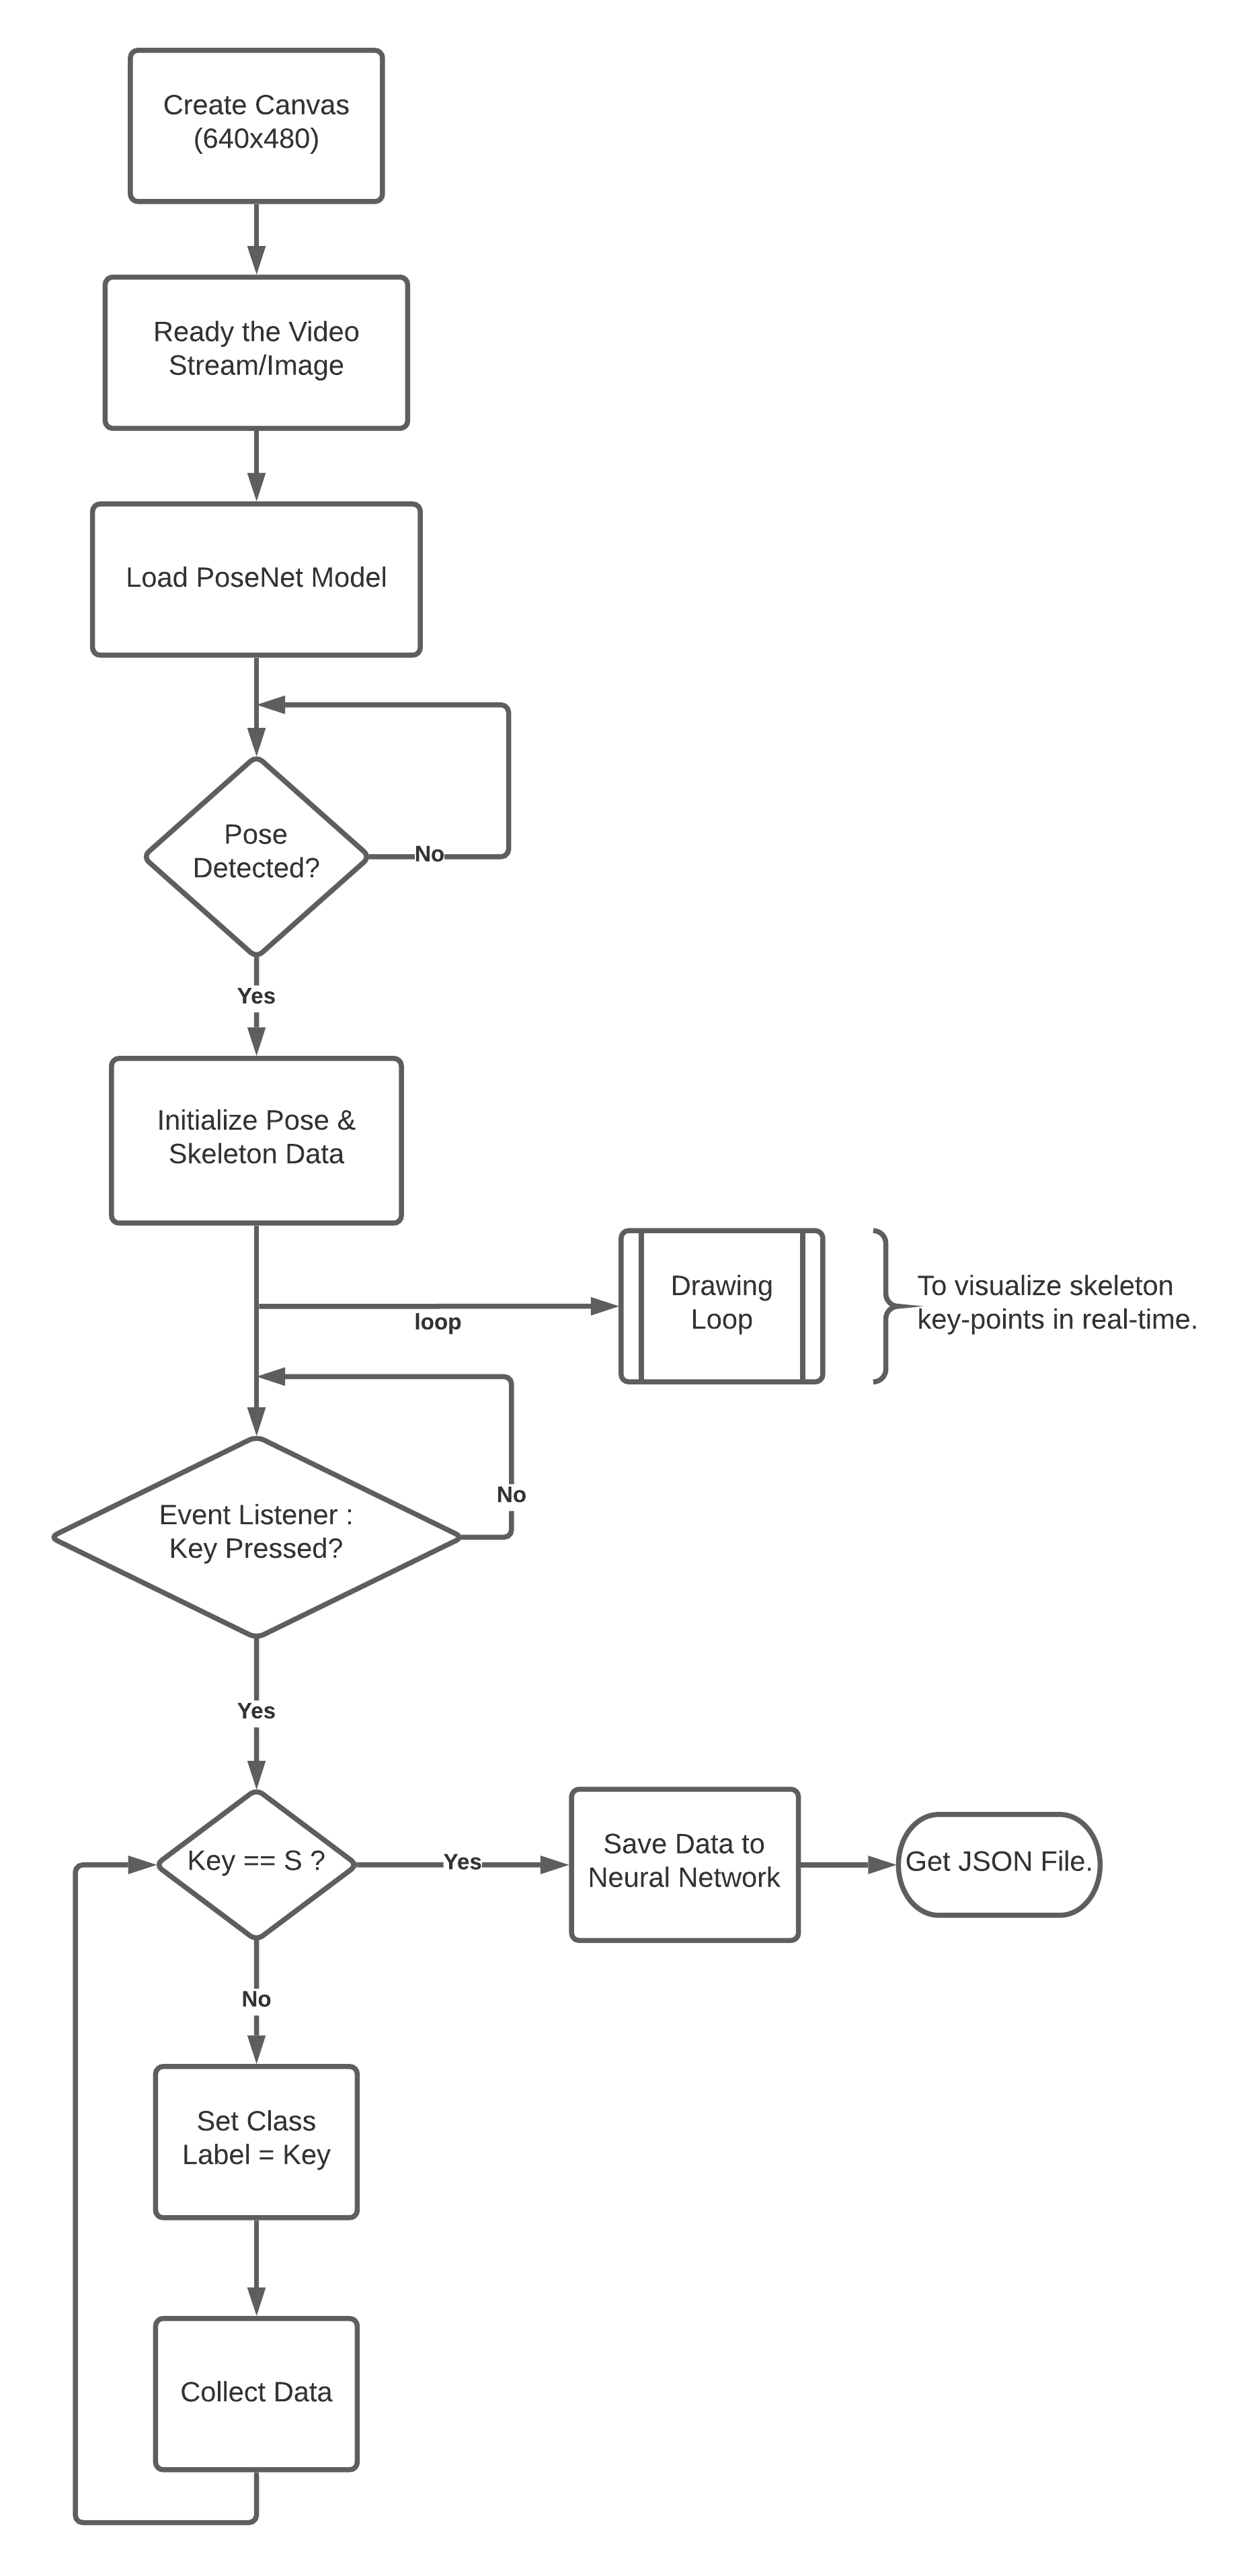 Create Canvas
(640x480)
Ready the Video
Stream/Image
Load PoseNet Model
Pose
Detected?
No
Yes
Initialize Pose &
Skeleton Data
loop
Drawing
Loop
To visualize skeleton
key-points in real-time.
Event Listener :
Key Pressed?
No
Yes
Key == S ?
Yes
Save Data to
Neural Network
Get JSON File.
No
Set Class
Label = Key
Collect Data